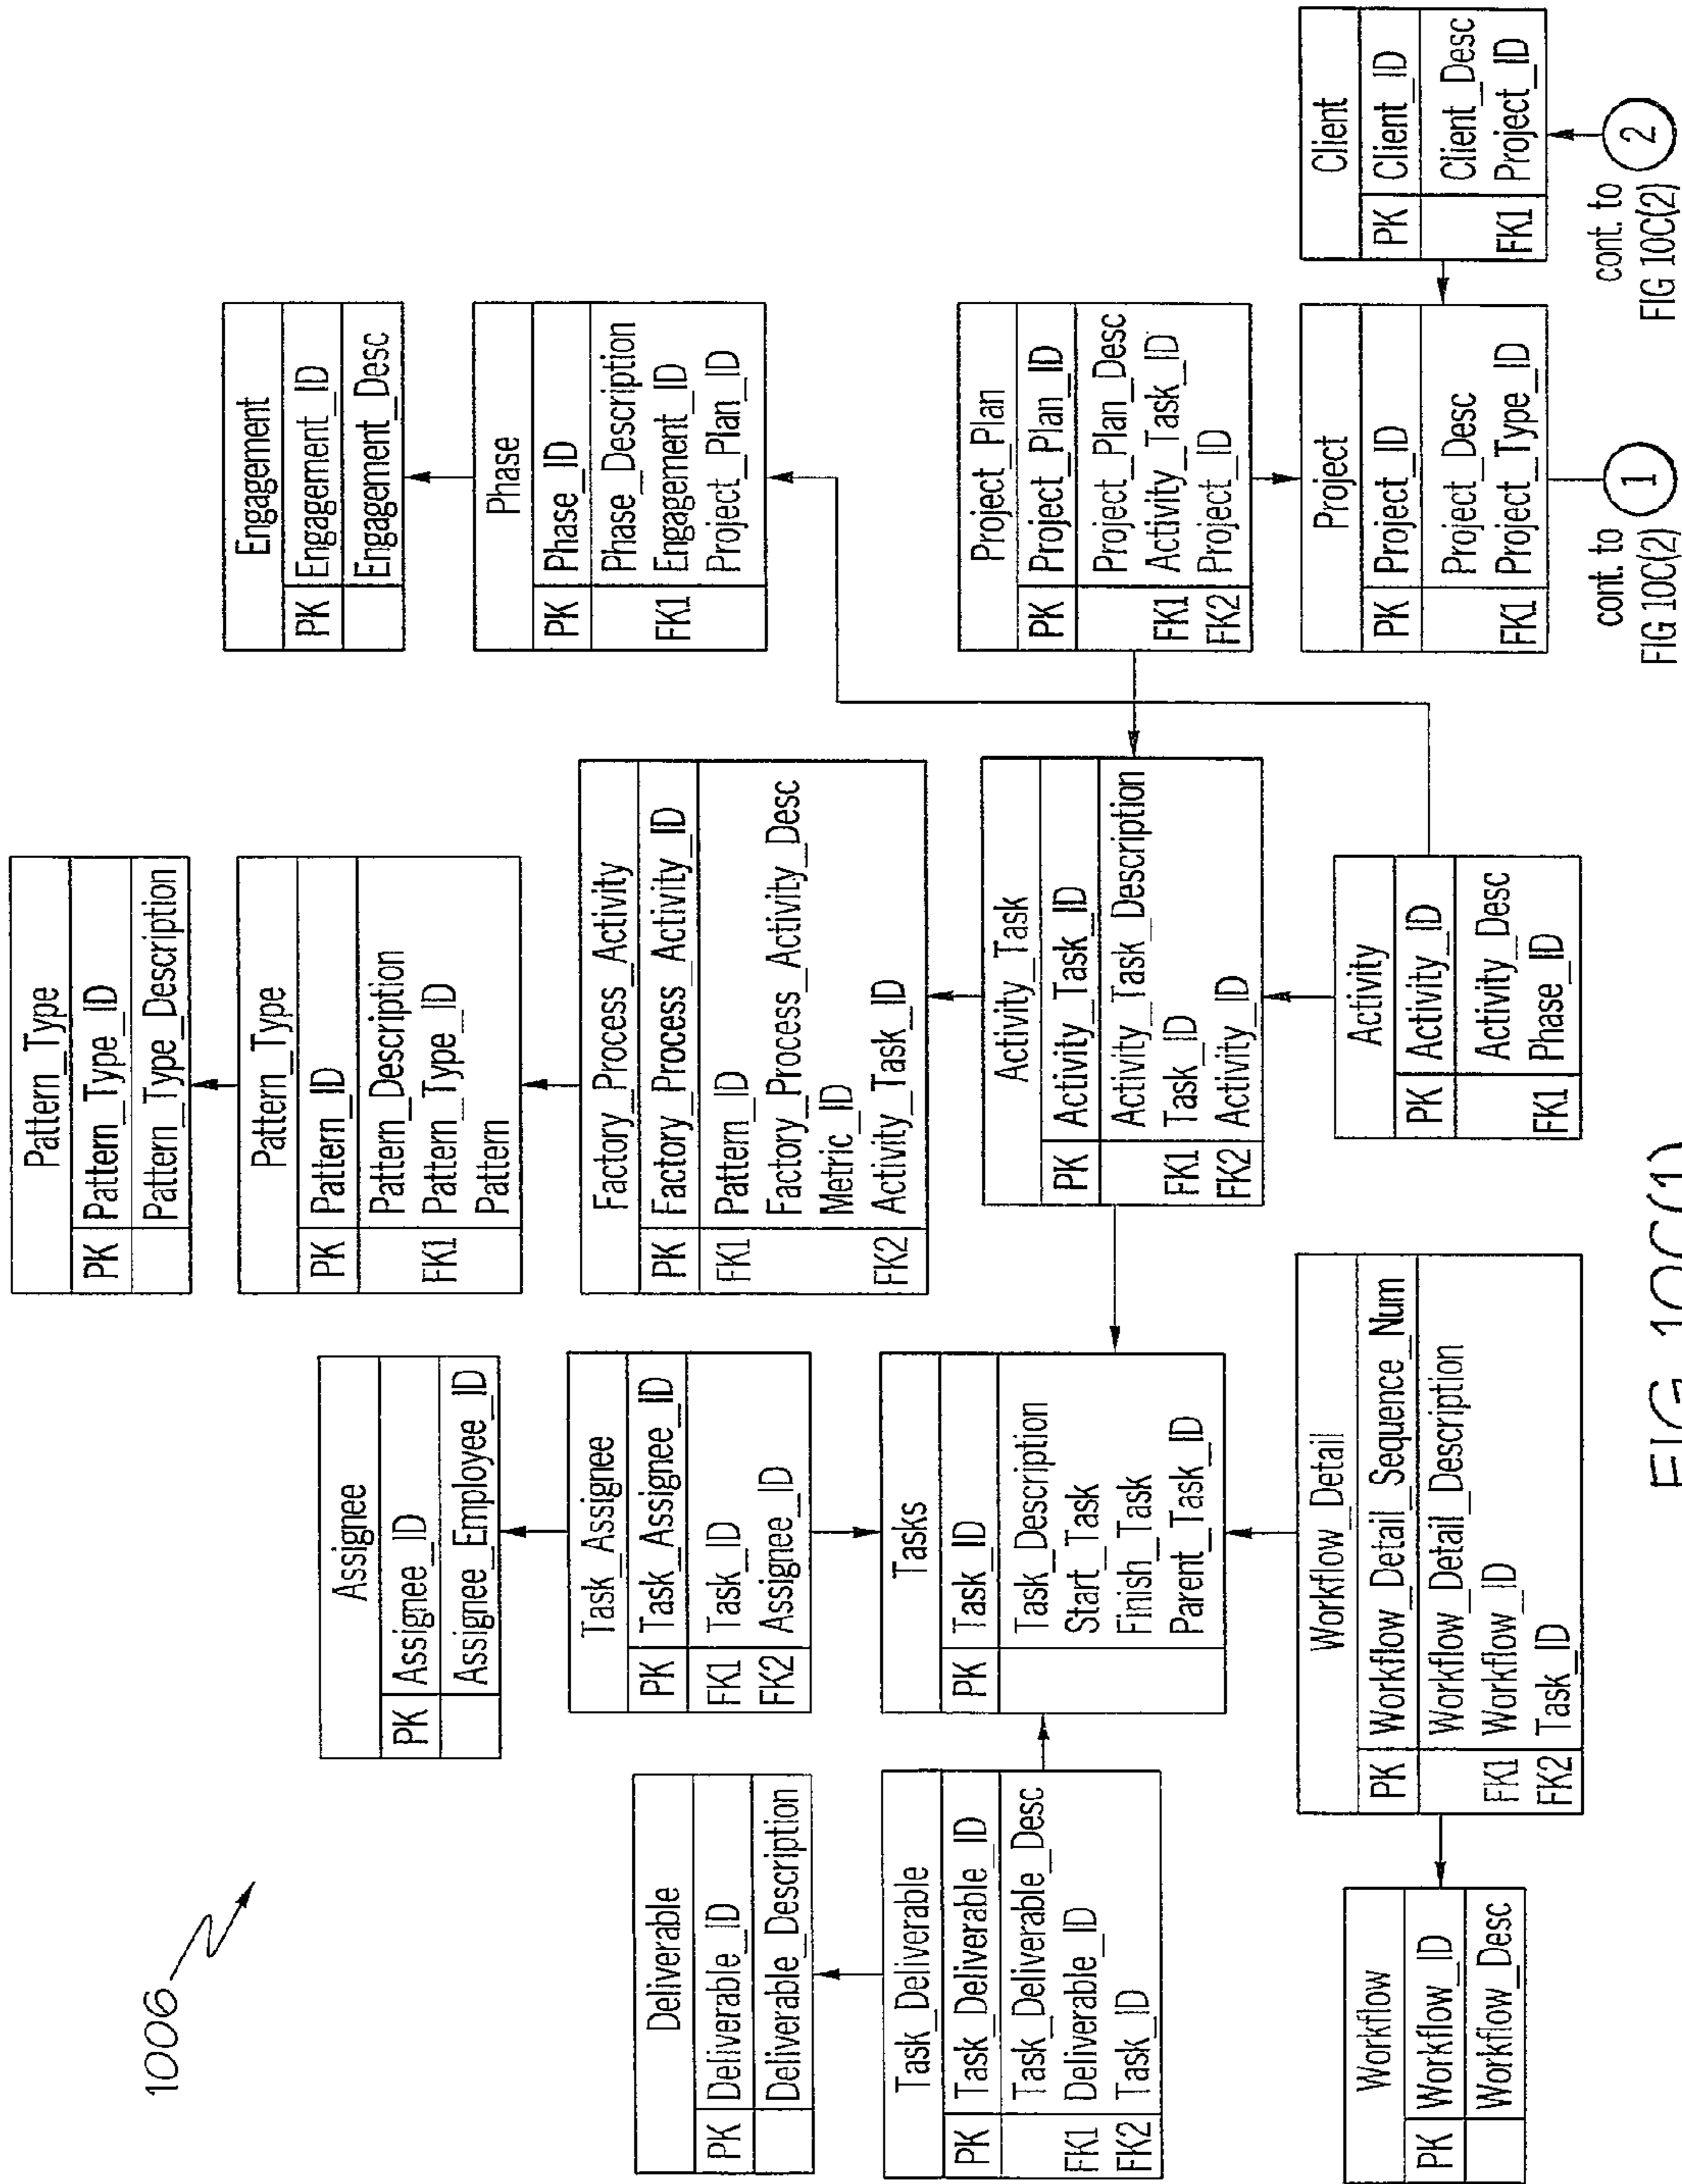 1006
Pattern_Type
PK Pattern_Type_ID
Pattern_Type_Description
Pattern_Type
PK Pattern_ID
Pattern_Description
FK1 Pattern_Type_ID
Pattern
Engagement
PK Engagement_ID
Engagement_Desc
Assignee
PK Assignee_ID
Assignee_Employee_ID
Phase
PK Phase_ID
Phase_Description
FK1 Engagement_ID
Project_Plan_ID
Task_Assignee
PK Task_Assignee_ID
FK1 Task_ID
FK2 Assignee_ID
Factory_Process_Activity
PK Factory_Process_Activity_ID
FK1 Pattern_ID
Factory_Process_Activity_Desc
Metric_ID
FK2 Activity_Task_ID
Deliverable
PK Deliverable_ID
Deliverable_Description
Task_Deliverable
PK Task_Deliverable_ID
Task_Deliverable_Desc
FK1 Deliverable_ID
FK2 Task_ID
Tasks
PK Task_ID
Task_Description
Start_Task
Finish_Task
Parent_Task_ID
Activity_Task
PK Activity_Task_ID
Activity_Task_Description
FK1 Task_ID
FK2 Activity_ID
Project_Plan
PK Project_Plan_ID
Project_Plan_Desc
FK1 Activity_Task_ID
FK2 Project_ID
Workflow
PK Workflow_ID
Workflow_Desc
Workflow_Detail
PK Workflow_Detail_Sequence_Num
Workflow_Detail_Description
FK1 Workflow_ID
FK2 Task_ID
Activity
PK Activity_ID
Activity_Desc
FK1 Phase_ID
Project
PK Project_ID
Project_Desc
FK1 Project_Type_ID
Client
PK Client_ID
Client_Desc
FK1 Project_ID
cont. to
FIG 10C(2)
1
cont. to
FIG 10C(2)
2
FIG. 10C(1)